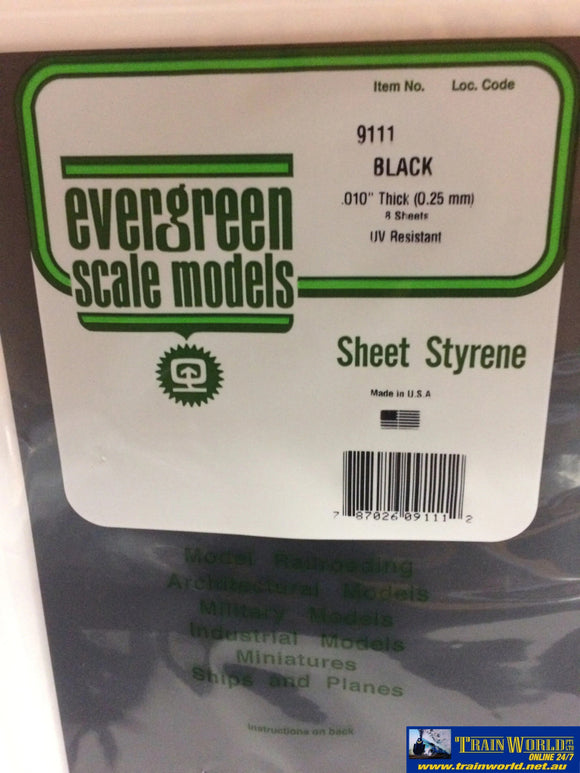 Item No. Loc. Code
9111
BLACK
.010" Thick (0.25 mm)
8 Sheets
UV Resistant
evergreen
scale models
Sheet Styrene
Made in U.S.A
7 87026 09111 2
Model Railroading
Architectural Models
Military Models
Industrial Models
Miniatures
Ships and Planes
Instructions on back
TRAINWORLD
ONLINE 24/7
www.trainworld.net.au